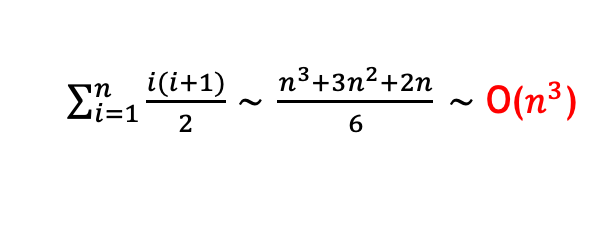 ∑ⁿᵢ₌₁ i(i+1)/2 ~ n³+3n²+2n/6 ~ O(n³)